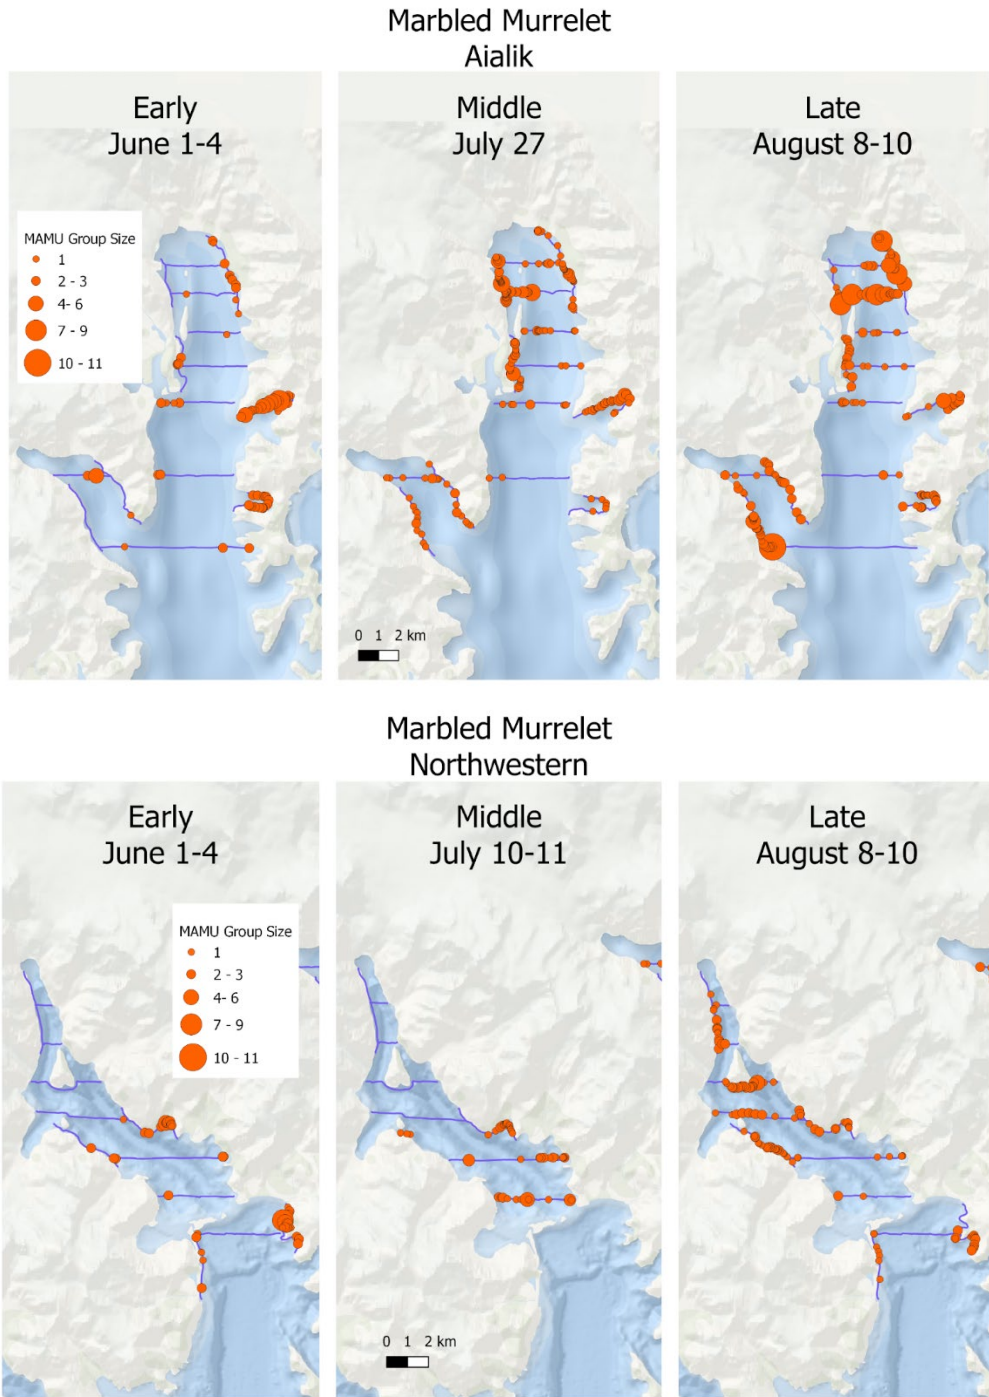 Marbled Murrelet
Aialik
Early
June 1-4
Middle
July 27
Late
August 8-10
MAMU Group Size
1
2 - 3
4- 6
7 - 9
10 - 11
0 1 2 km
Marbled Murrelet
Northwestern
Early
June 1-4
Middle
July 10-11
Late
August 8-10
MAMU Group Size
1
2 - 3
4- 6
7 - 9
10 - 11
0 1 2 km